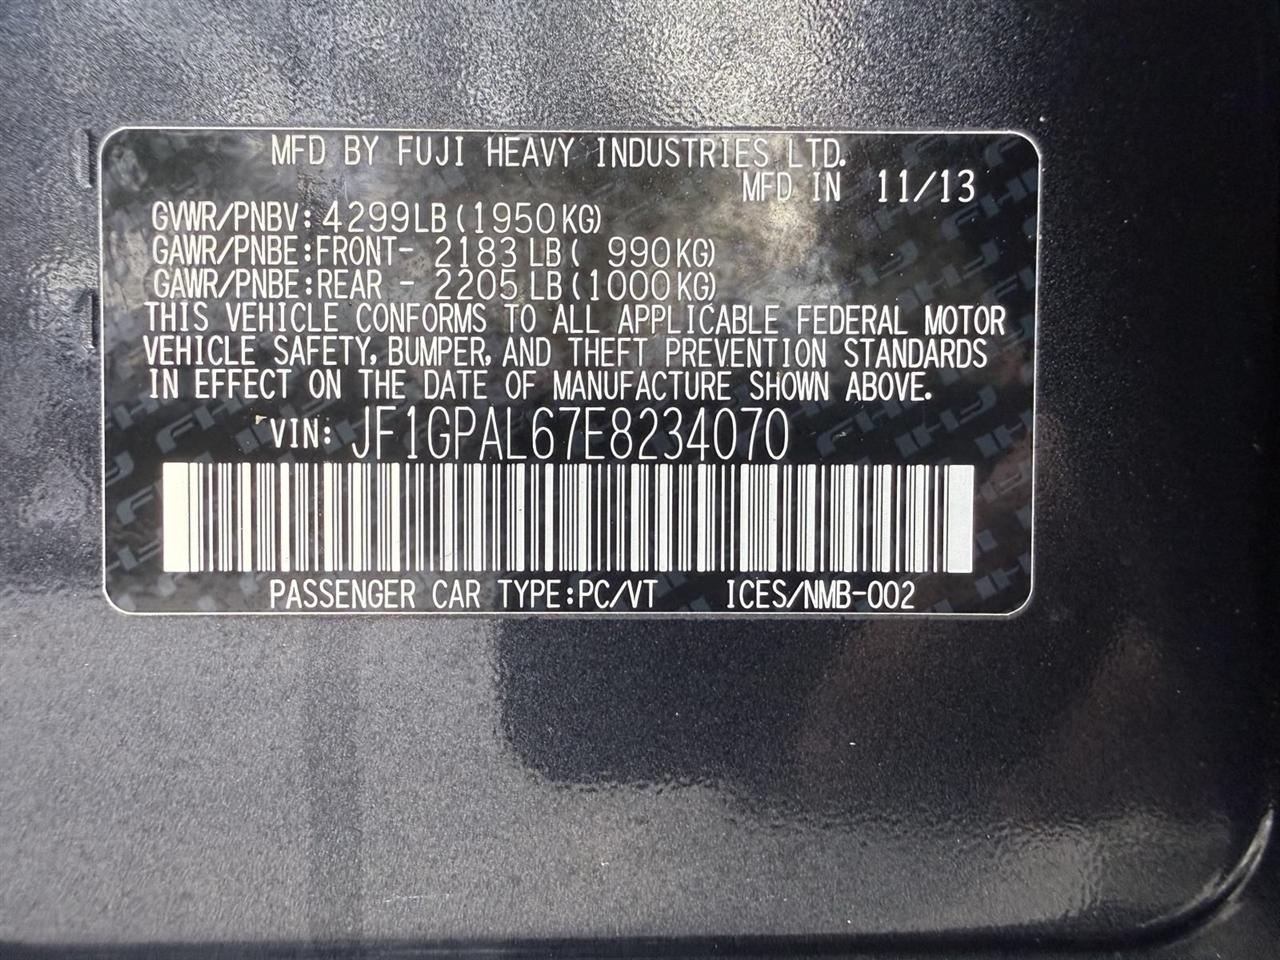 MFD BY FUJI HEAVY INDUSTRIES LTD.
MFD IN 11/13
GVWR/PNBV: 4299LB (1950KG)
GAWR/PNBE:FRONT- 2183 LB ( 990KG)
GAWR/PNBE:REAR - 2205 LB (1000KG)
THIS VEHICLE CONFORMS TO ALL APPLICABLE FEDERAL MOTOR
VEHICLE SAFETY, BUMPER, AND THEFT PREVENTION STANDARDS
IN EFFECT ON THE DATE OF MANUFACTURE SHOWN ABOVE.
VIN: JF1GPAL67E8234070
PASSENGER CAR TYPE:PC/VT ICES/NMB-002